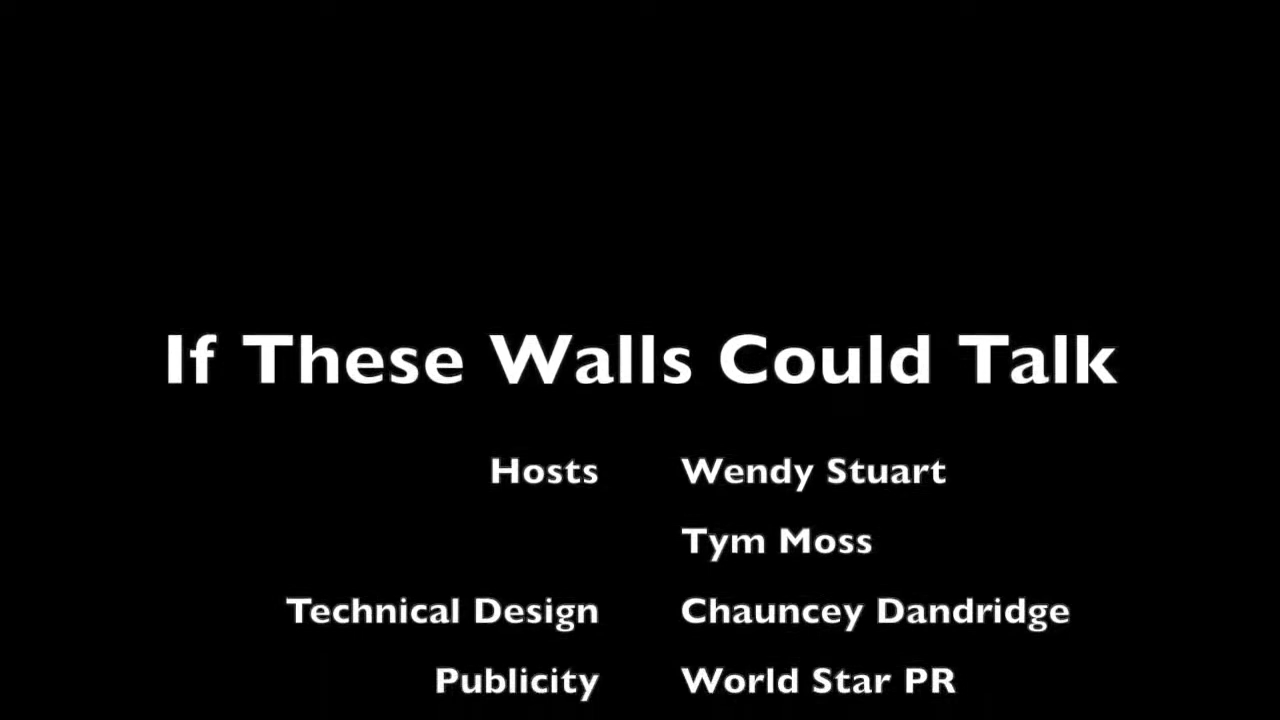 If These Walls Could Talk
Hosts Wendy Stuart
Tym Moss
Technical Design Chauncey Dandridge
Publicity World Star PR